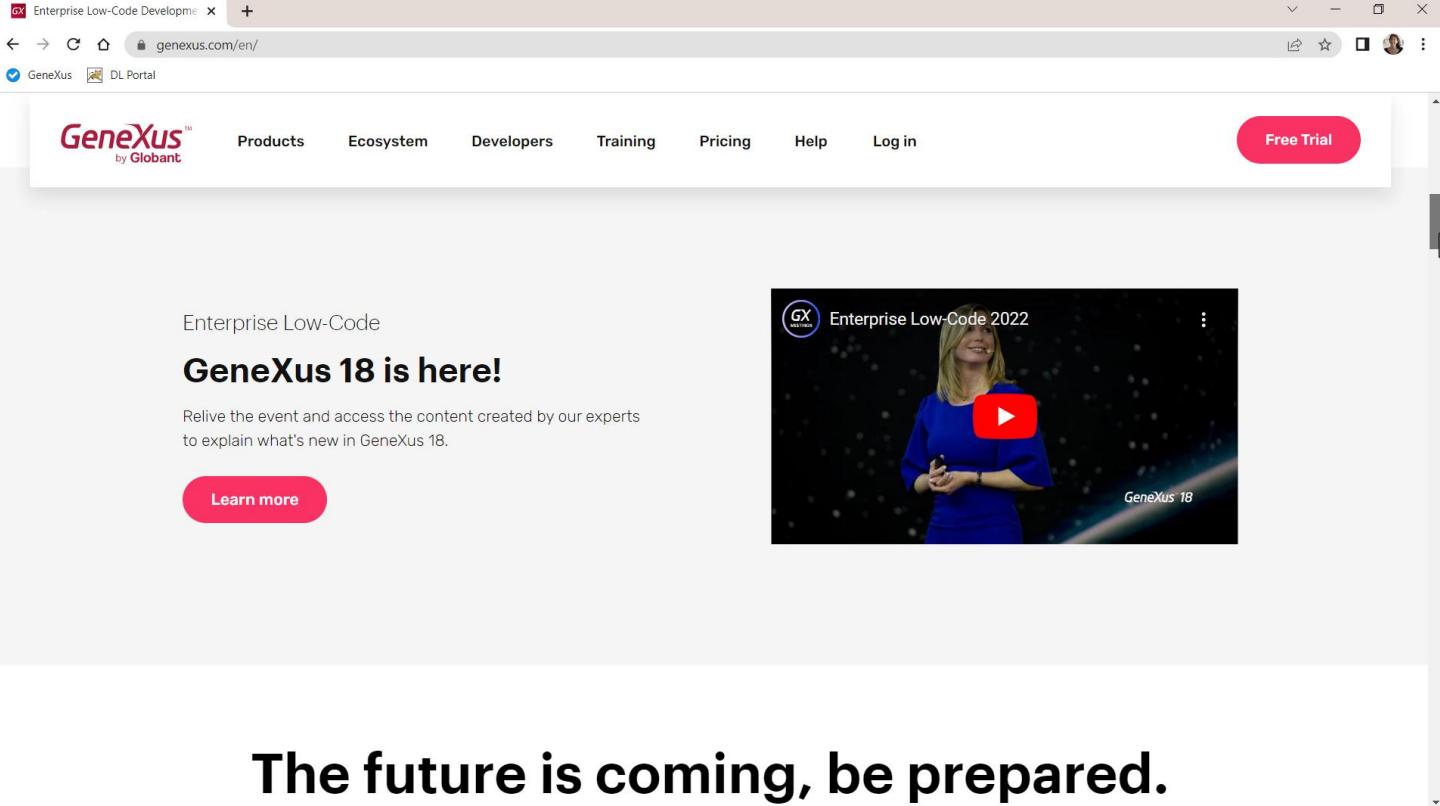 GX Enterprise Low-Code Developme
genexus.com/en/
GeneXus DL Portal
GeneXus™
by Globant
Products Ecosystem Developers Training Pricing Help Log in
Free Trial
Enterprise Low-Code
GeneXus 18 is here!
Relive the event and access the content created by our experts
to explain what's new in GeneXus 18.
Learn more
GX
MEETINGS
Enterprise Low-Code 2022
GeneXus 18
The future is coming, be prepared.